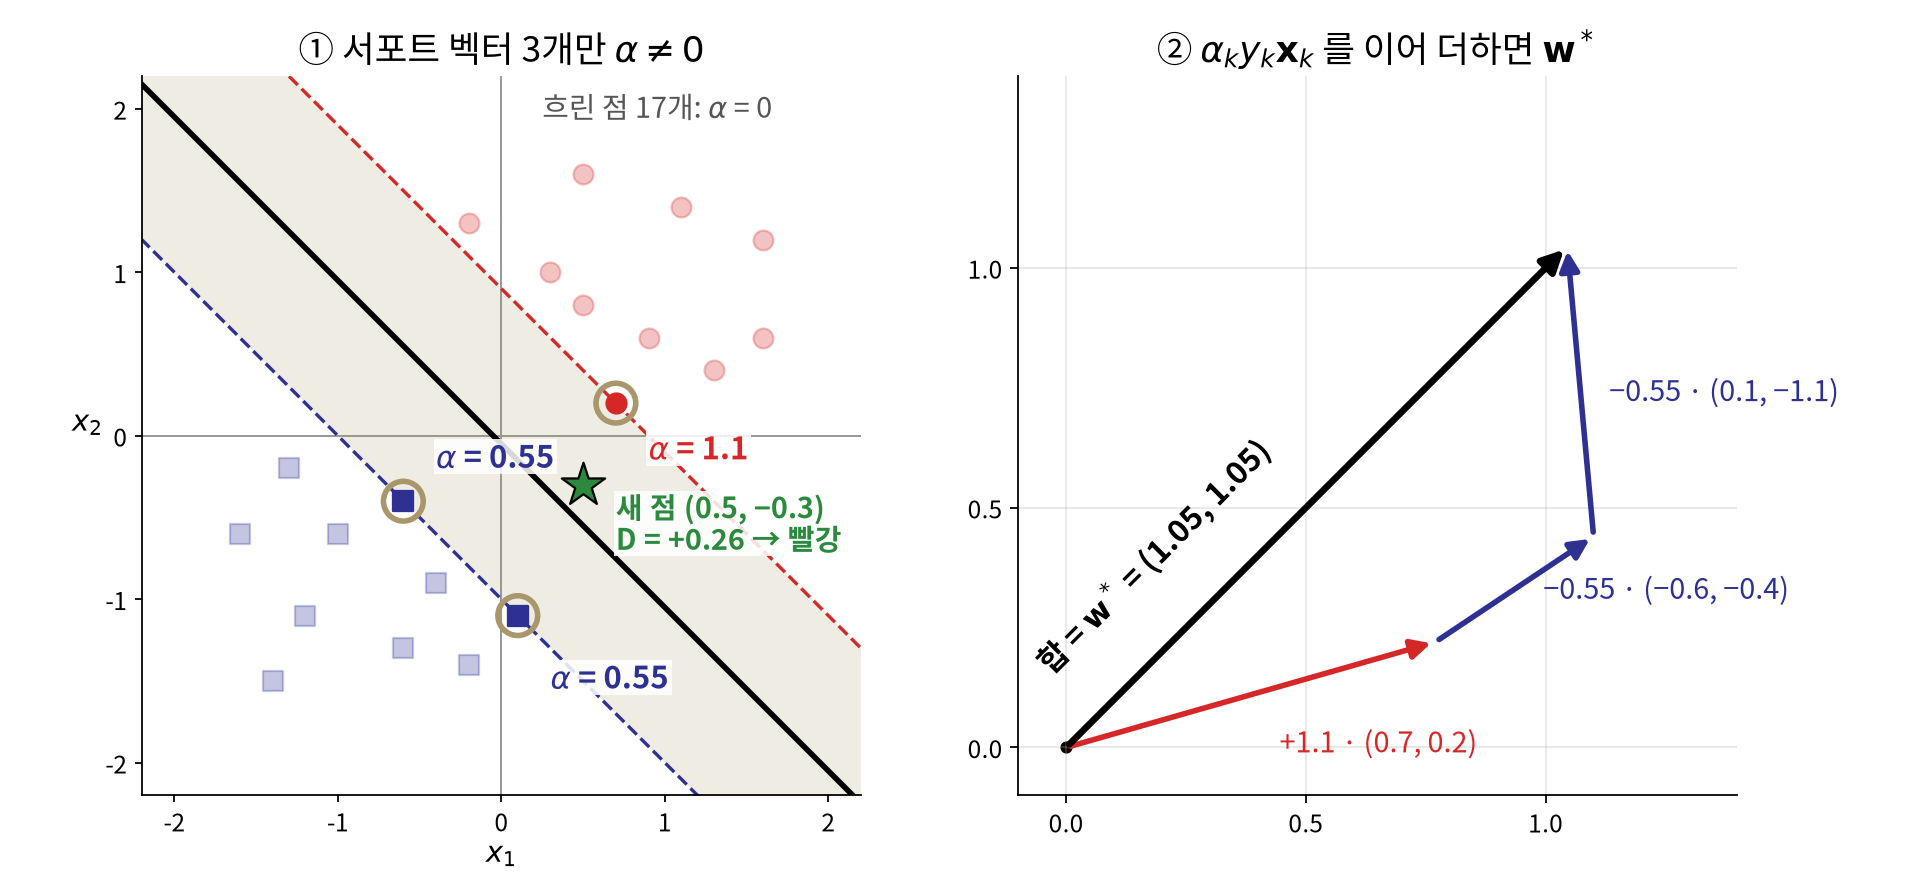 ① 서포트 벡터 3개만 α ≠ 0
흐린 점 17개: α = 0
α = 0.55
α = 1.1
새 점 (0.5, −0.3)
D = +0.26 → 빨강
α = 0.55
2
1
0
-1
-2
x₂
-2
-1
0
1
2
x₁
② αₖyₖ𝐱ₖ 를 이어 더하면 𝐰*
합 = 𝐰* = (1.05, 1.05)
−0.55 · (0.1, −1.1)
−0.55 · (−0.6, −0.4)
+1.1 · (0.7, 0.2)
1.0
0.5
0.0
0.0
0.5
1.0